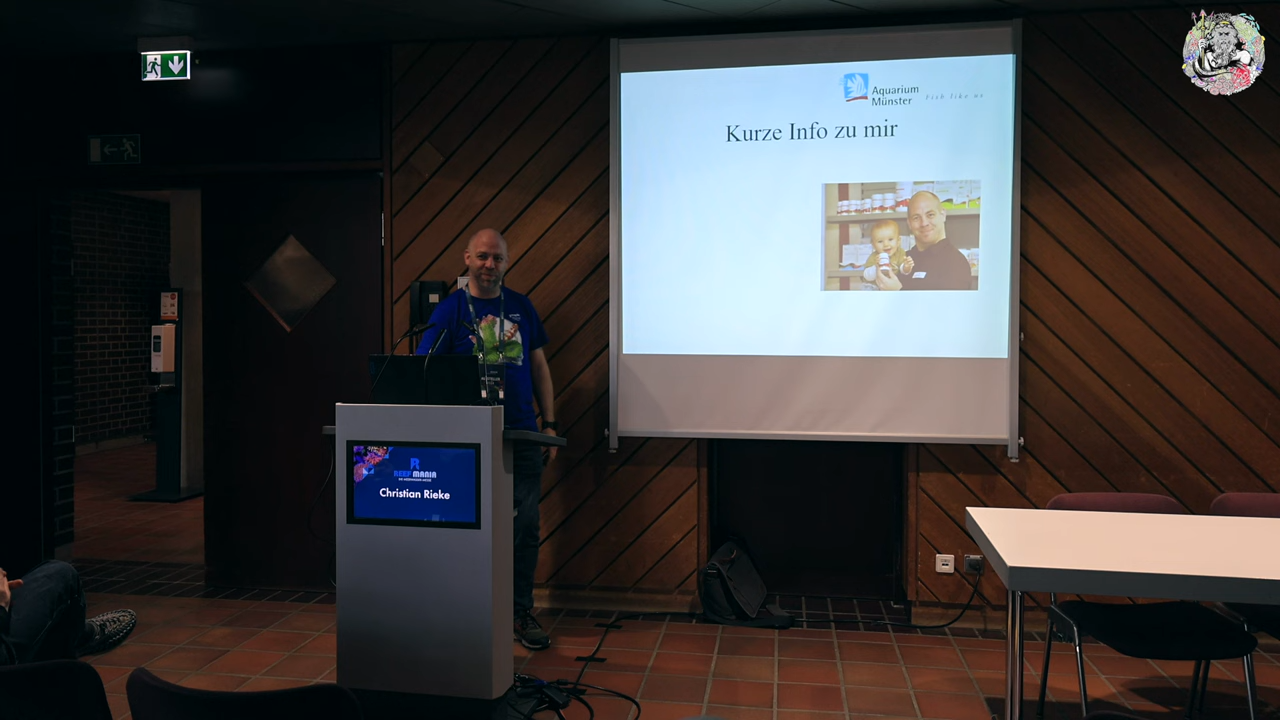 Aquarium
Münster
Fish like us
Kurze Info zu mir
REEF MANIA
Christian Rieke